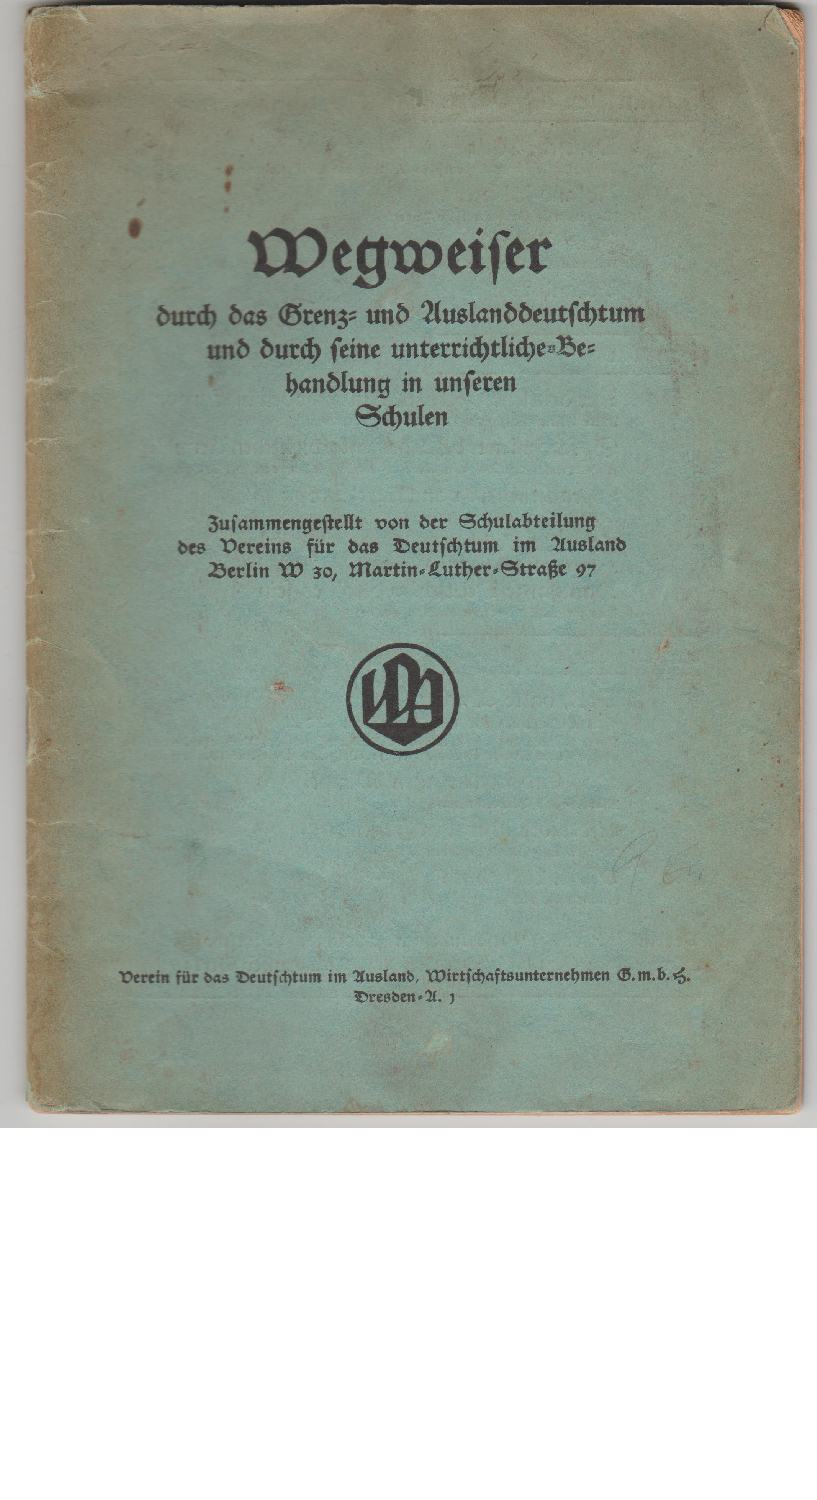 Wegweiser
durch das Grenz- und Auslanddeutschtum
und durch seine unterrichtliche-Be-
handlung in unseren
Schulen
Zusammengestellt von der Schulabteilung
des Vereins für das Deutschtum im Ausland
Berlin W 30, Martin-Luther-Straße 97
VDA
Verein für das Deutschtum im Ausland, Wirtschaftsunternehmen G.m.b.H.
Dresden-A. 1